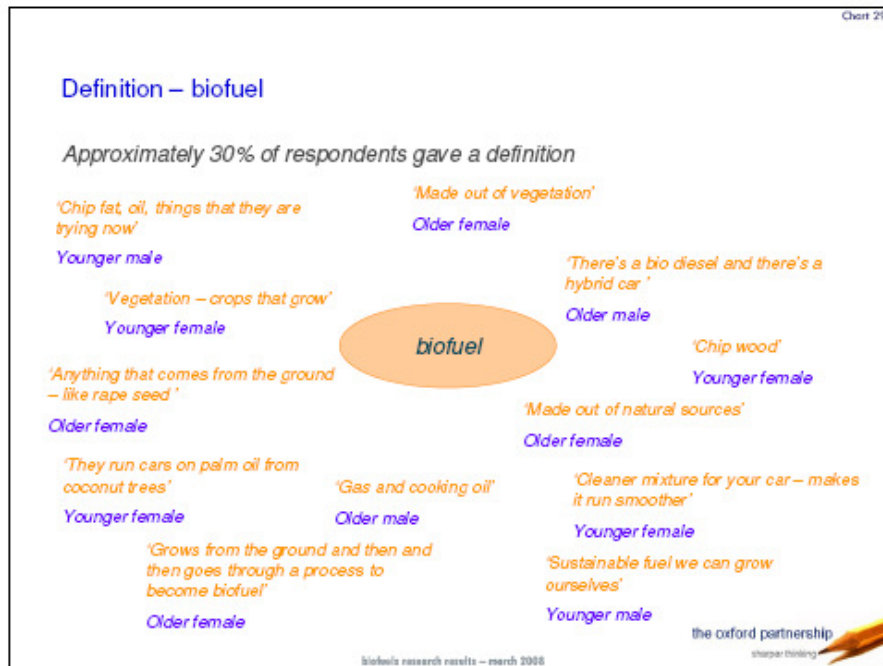 Chart 29
Definition – biofuel
Approximately 30% of respondents gave a definition
'Chip fat, oil, things that they are
trying now'
Younger male
'Made out of vegetation'
Older female
'There's a bio diesel and there's a
hybrid car '
Older male
'Vegetation – crops that grow'
Younger female
biofuel
'Chip wood'
Younger female
'Anything that comes from the ground
– like rape seed '
Older female
'Made out of natural sources'
Older female
'They run cars on palm oil from
coconut trees'
Younger female
'Gas and cooking oil'
Older male
'Cleaner mixture for your car – makes
it run smoother'
Younger female
'Grows from the ground and then and
then goes through a process to
become biofuel'
Older female
'Sustainable fuel we can grow
ourselves'
Younger male
the oxford partnership
sharper thinking
biofuels research results – march 2008